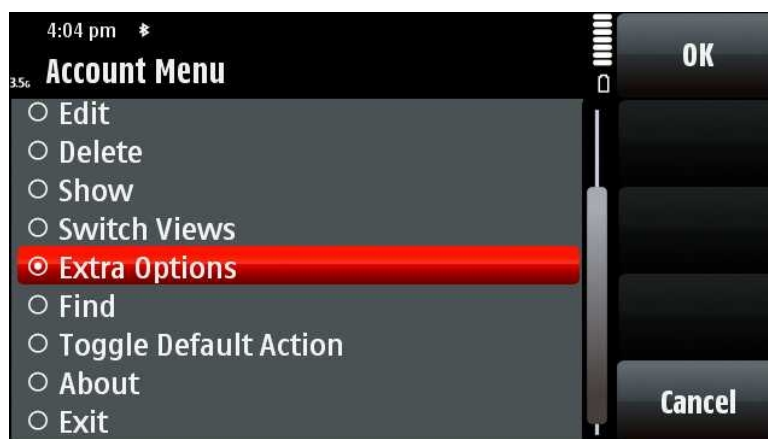 4:04 pm
3.5G
Account Menu
OK
Edit
Delete
Show
Switch Views
Extra Options
Find
Toggle Default Action
About
Exit
Cancel